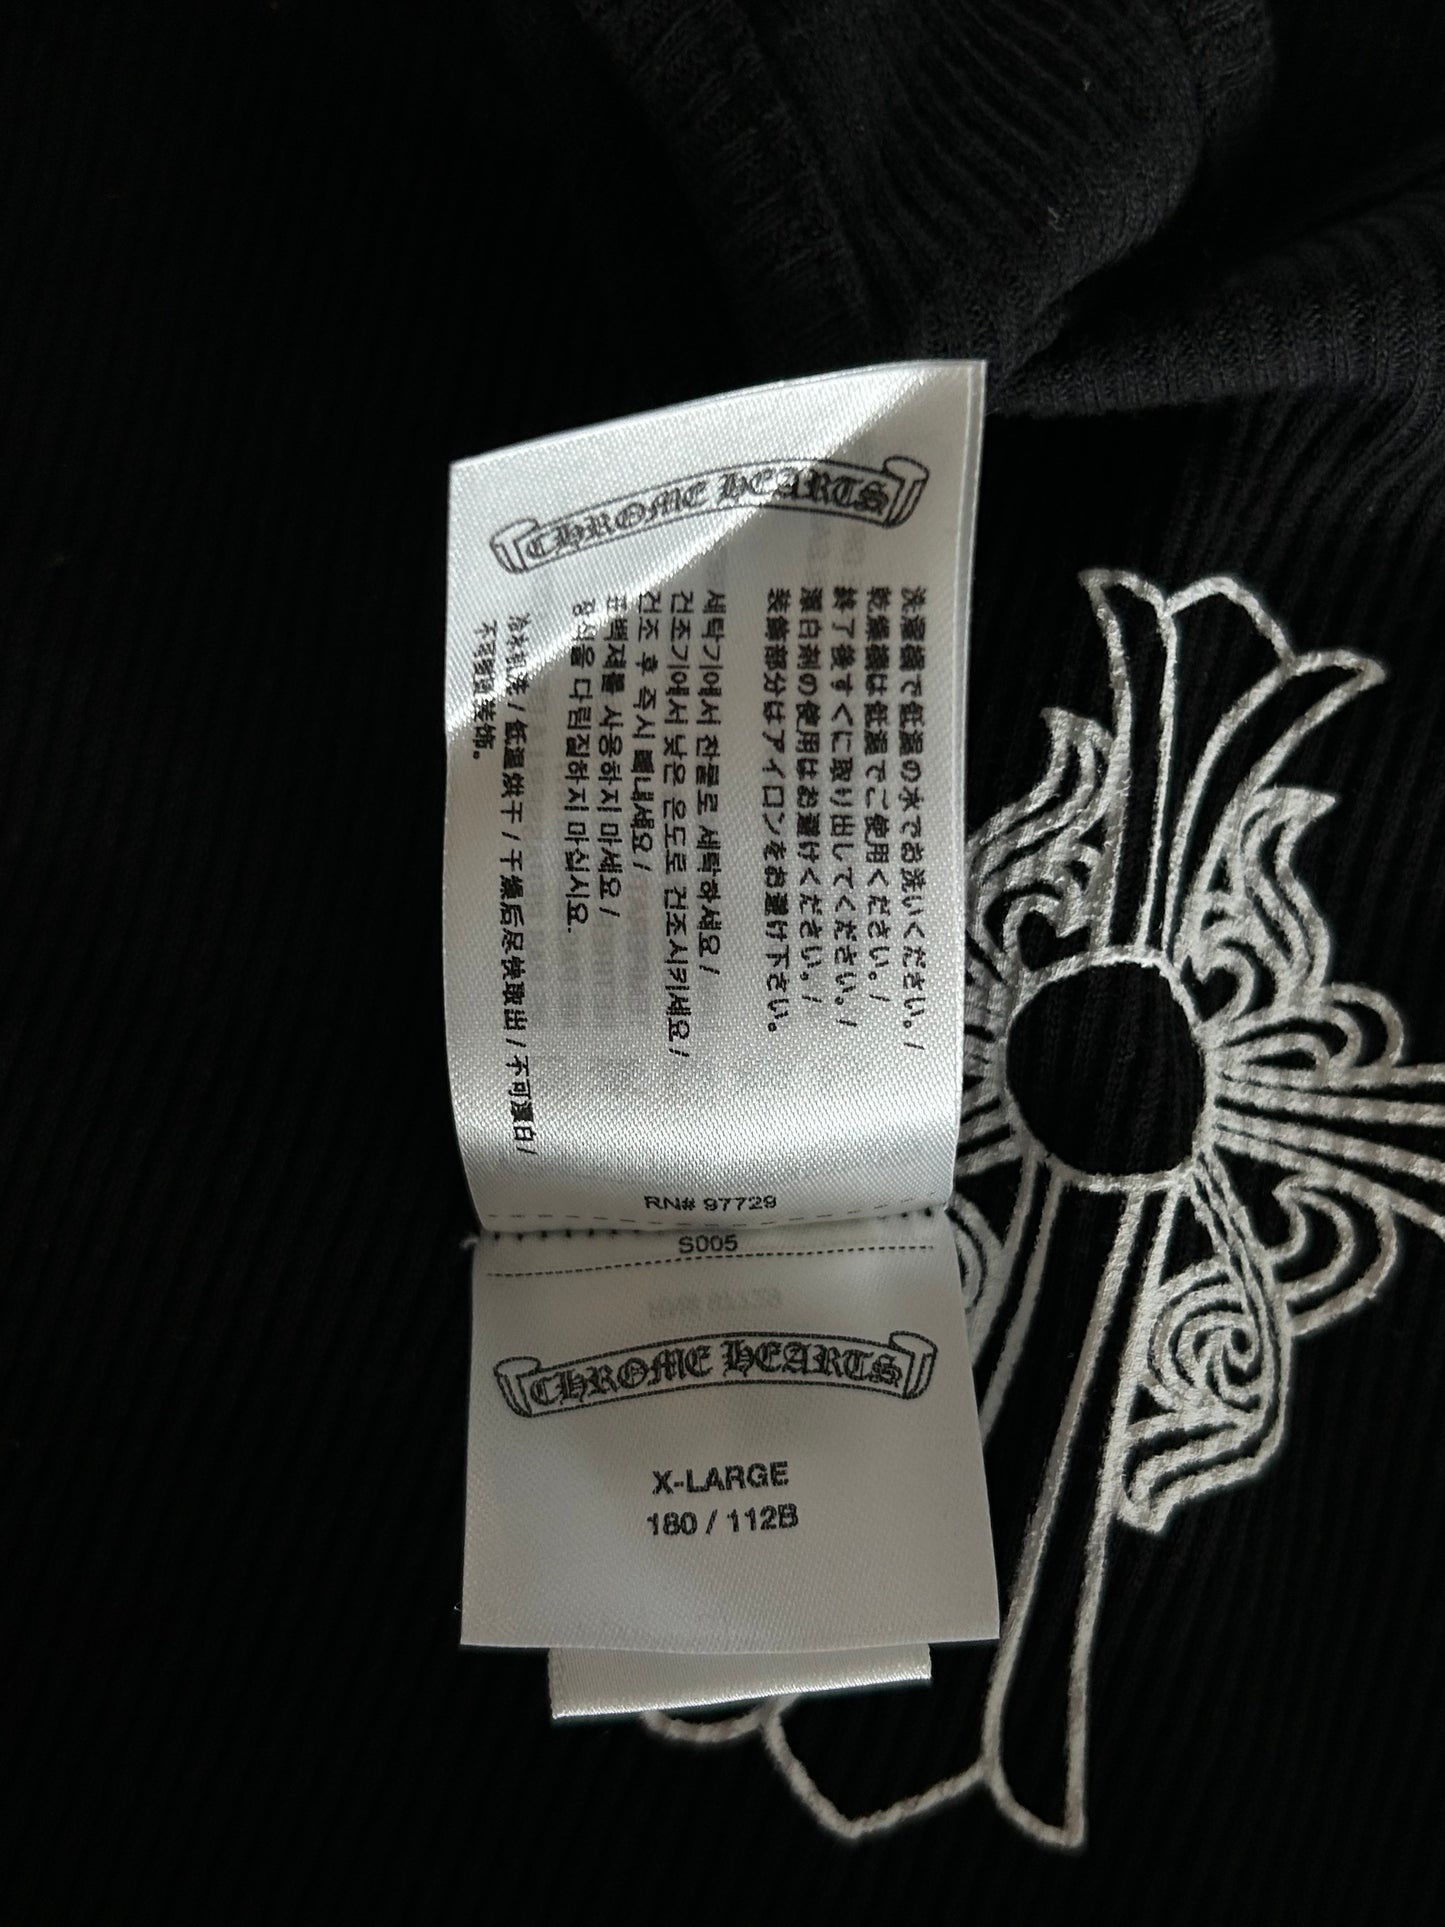 CHROME HEARTS
洗濯機で低温の水でお洗いください。/
乾燥機は低温でご使用ください。/
終了後すぐに取り出してください。/
漂白剤の使用はお避けください。/
装飾部分はアイロンをお避け下さい。
세탁기에서 찬물로 세탁하세요/
건조기에서 낮은 온도로 건조시키세요/
건조 후 즉시 빼내세요/
표백제를 사용하지 마세요/
장식을 다림질하지 마십시요.
冷水机洗 / 低温烘干 / 干燥后尽快取出 / 不可漂白 /
不可熨烫装饰。
RN# 97729
S005
CHROME HEARTS
X-LARGE
180 / 112B